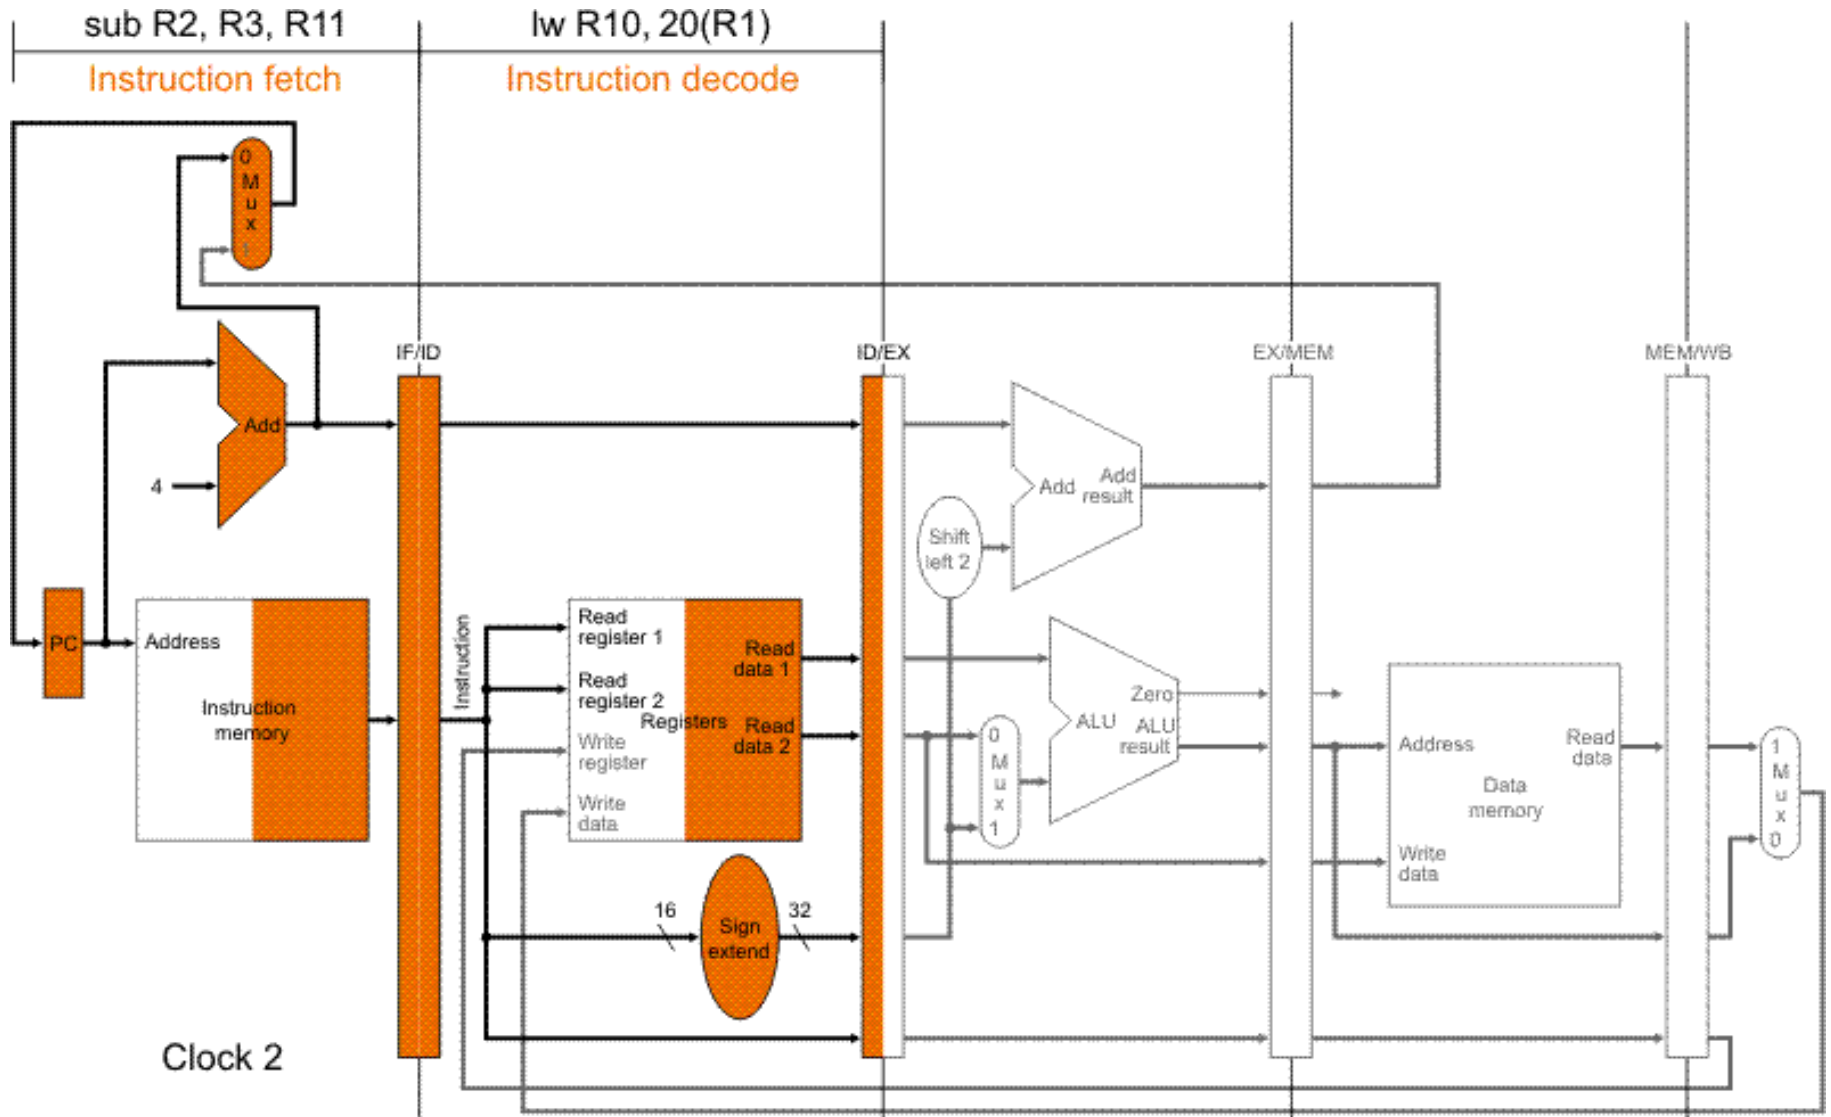 sub R2, R3, R11
lw R10, 20(R1)
Instruction fetch
Instruction decode
0
M
u
x
1
IF/ID
ID/EX
EX/MEM
MEM/WB
Add
4
Add
Add
result
Shift
left 2
PC
Address
Instruction
memory
Instruction
Read
register 1
Read
register 2
Write
register
Write
data
Registers
Read
data 1
Read
data 2
0
M
u
x
1
Zero
ALU
ALU
result
Address
Read
data
Data
memory
Write
data
1
M
u
x
0
16
Sign
extend
32
Clock 2